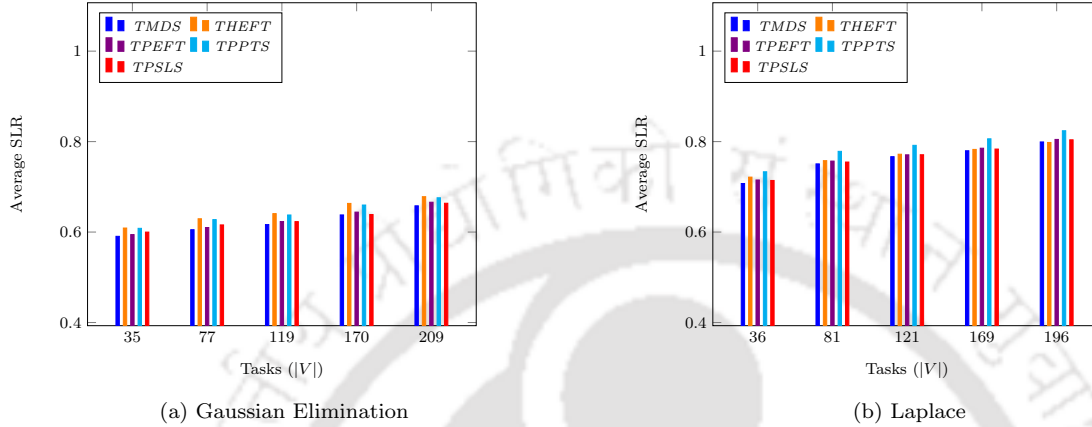 TMDS THEFT
TPEFT TPPTS
TPSLS
1
0.8
0.6
0.4
Average SLR
35 77 119 170 209
Tasks (|V|)
(a) Gaussian Elimination
TMDS THEFT
TPEFT TPPTS
TPSLS
1
0.8
0.6
0.4
Average SLR
36 81 121 169 196
Tasks (|V|)
(b) Laplace